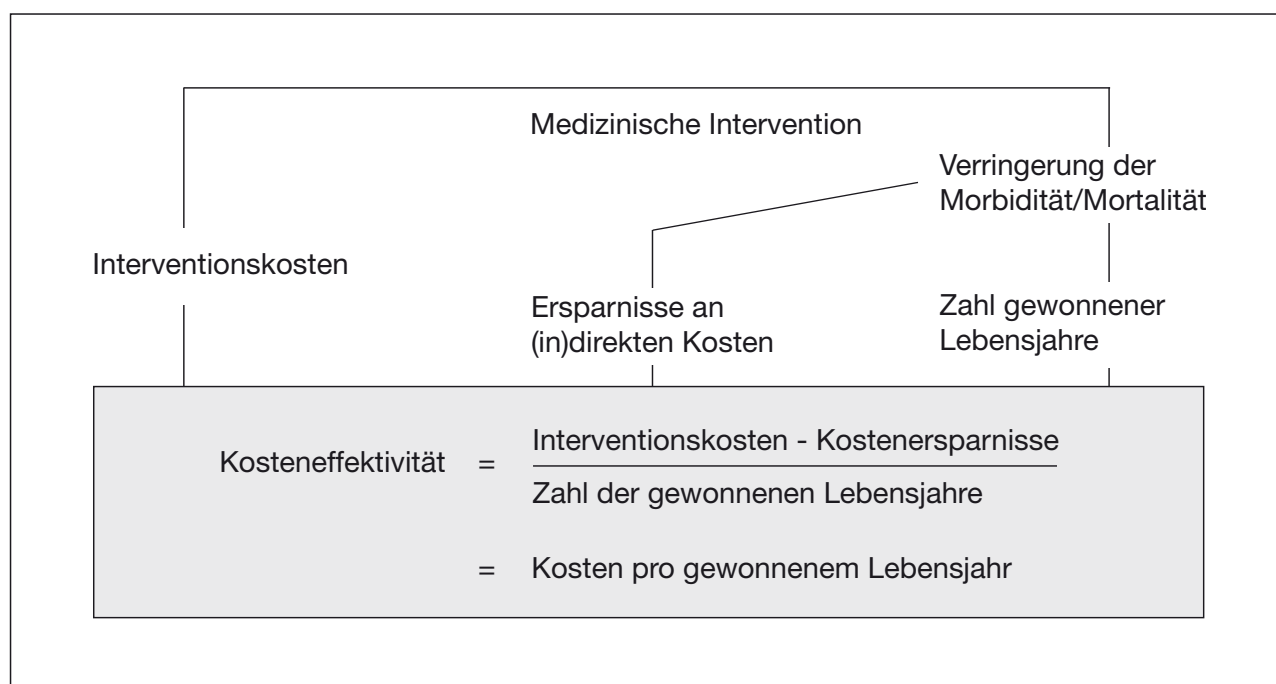 Medizinische Intervention
Verringerung der
Morbidität/Mortalität
Interventionskosten
Ersparnisse an
(in)direkten Kosten
Zahl gewonnener
Lebensjahre
Kosteneffektivität = Interventionskosten - Kostenersparnisse
Zahl der gewonnenen Lebensjahre
= Kosten pro gewonnenem Lebensjahr